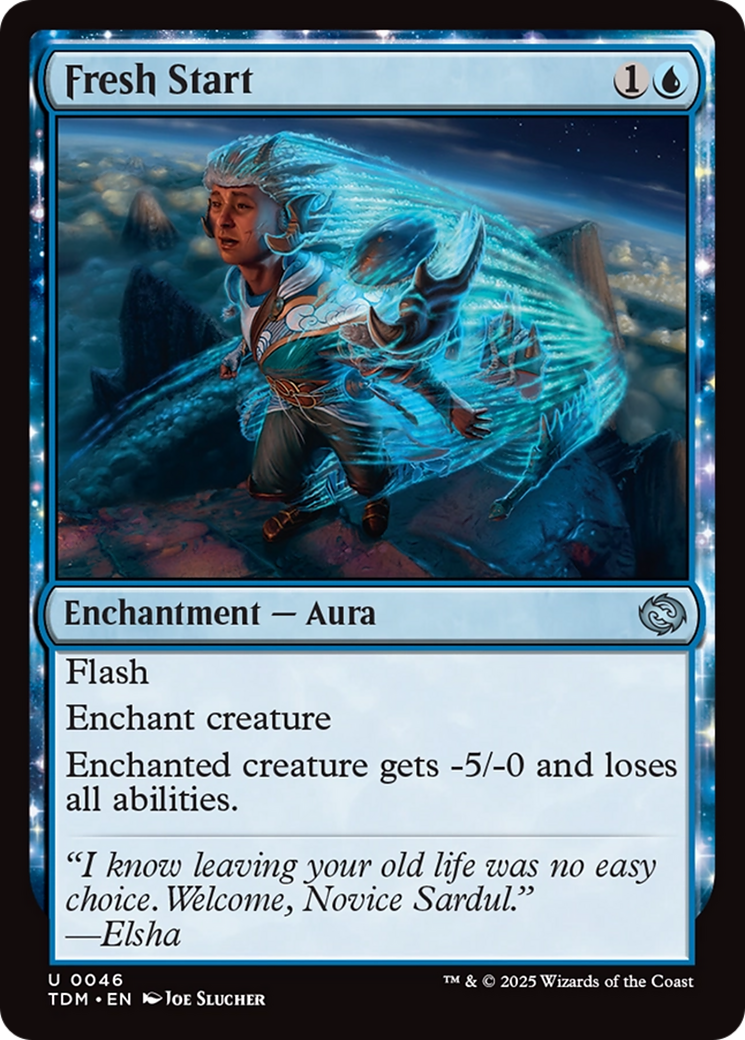 Fresh Start 1
Enchantment — Aura
Flash
Enchant creature
Enchanted creature gets -5/-0 and loses
all abilities.
“I know leaving your old life was no easy
choice. Welcome, Novice Sardul.”
—Elsha
U 0046
TDM • EN Joe Slucher
™ & © 2025 Wizards of the Coast